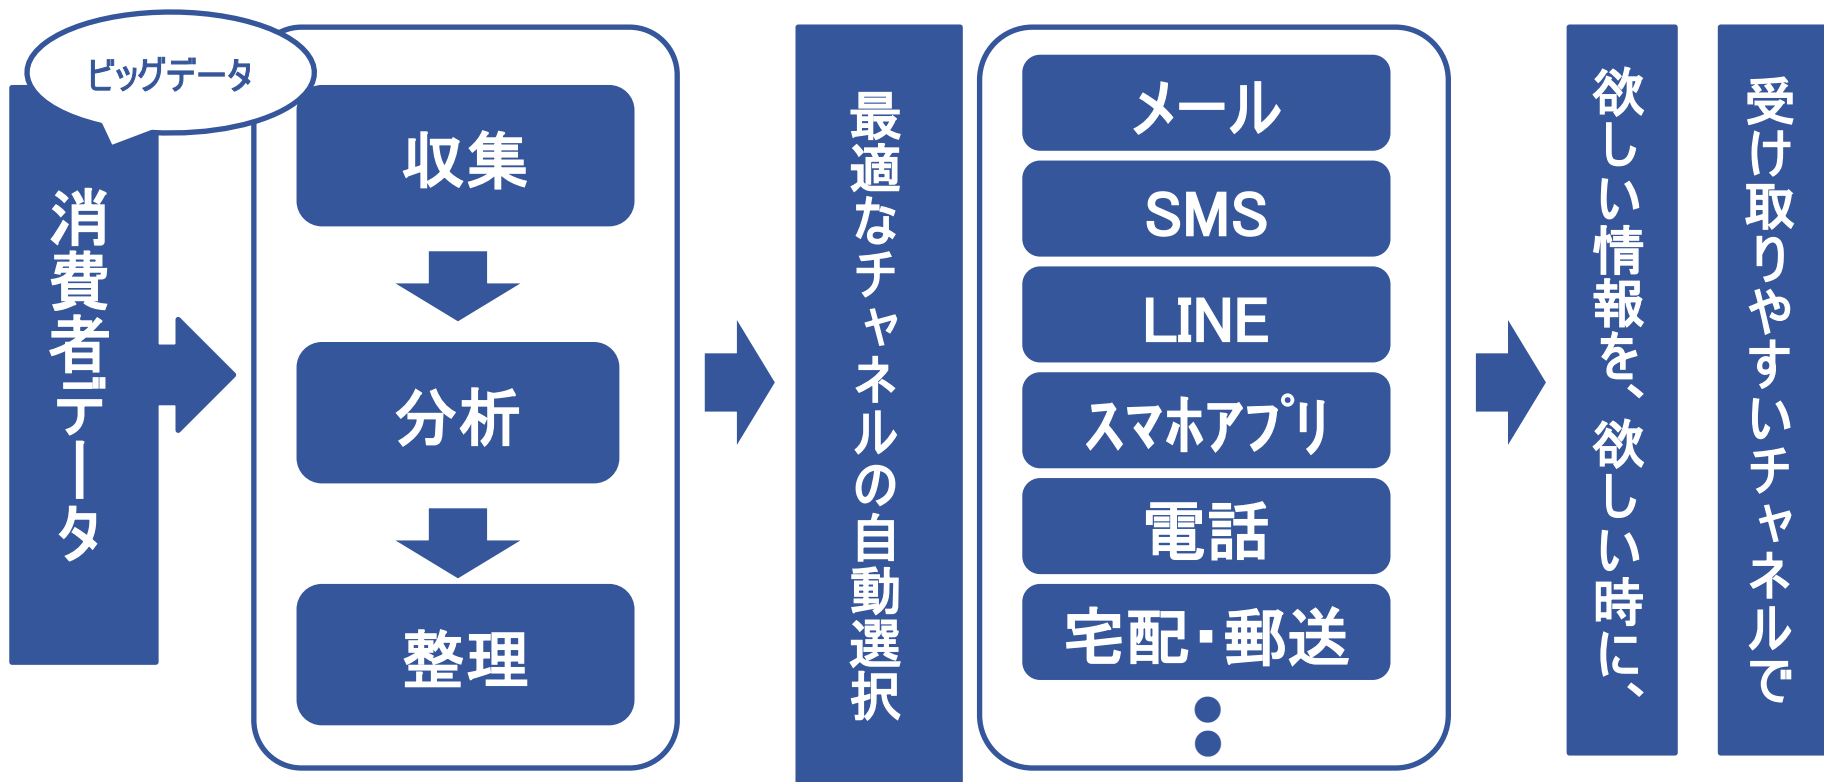 ビッグデータ
消費者データ
収集
分析
整理
最適なチャネルの自動選択
メール
SMS
LINE
スマホアプリ
電話
宅配・郵送
欲しい情報を、欲しい時に、
受け取りやすいチャネルで